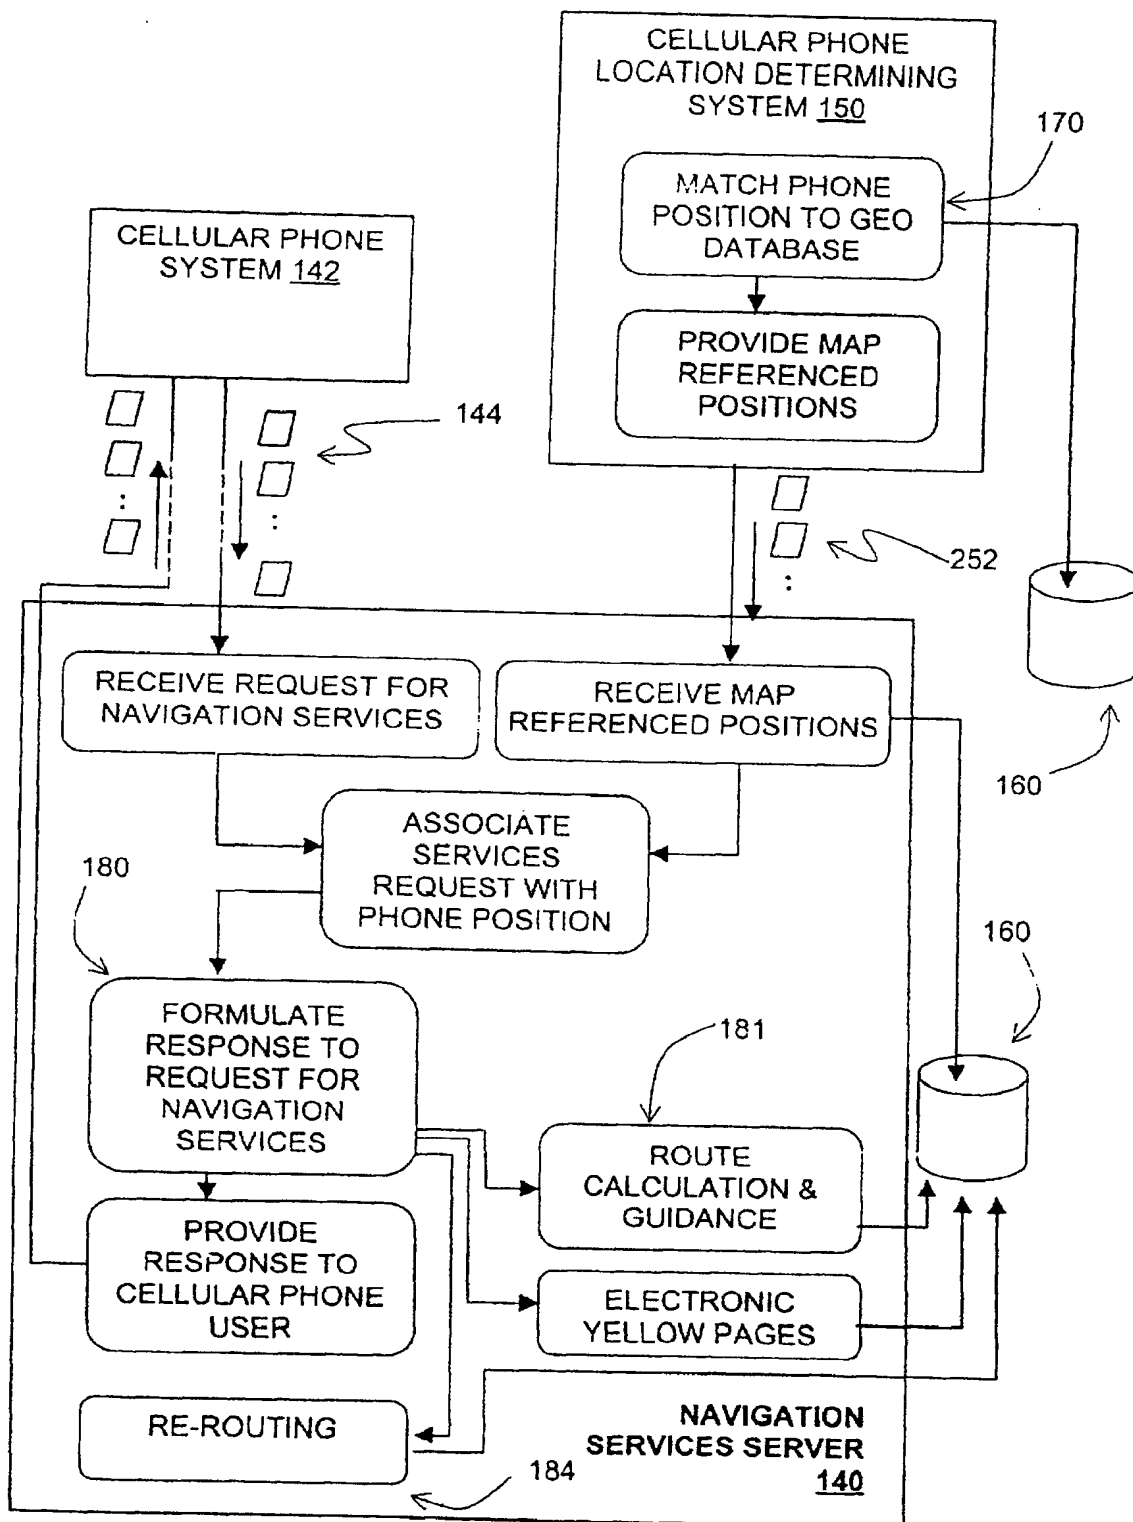 CELLULAR PHONE
LOCATION DETERMINING
SYSTEM 150
170
MATCH PHONE
POSITION TO GEO
DATABASE
CELLULAR PHONE
SYSTEM 142
PROVIDE MAP
REFERENCED
POSITIONS
144
252
RECEIVE REQUEST FOR
NAVIGATION SERVICES
RECEIVE MAP
REFERENCED POSITIONS
160
ASSOCIATE
SERVICES
REQUEST WITH
PHONE POSITION
180
160
FORMULATE
RESPONSE TO
REQUEST FOR
NAVIGATION
SERVICES
181
ROUTE
CALCULATION &
GUIDANCE
PROVIDE
RESPONSE TO
CELLULAR PHONE
USER
ELECTRONIC
YELLOW PAGES
RE-ROUTING
NAVIGATION
SERVICES SERVER
140
184